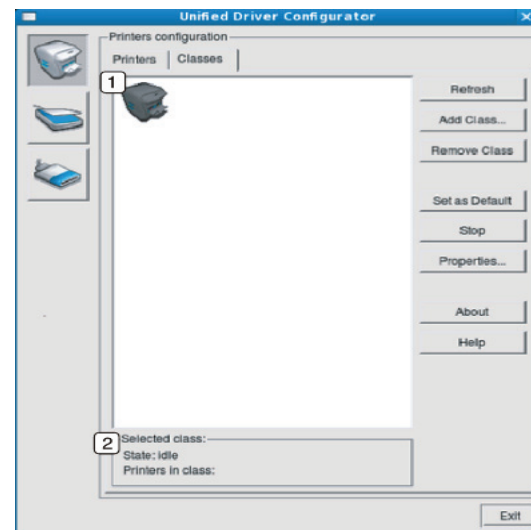 Unified Driver Configurator
Printers configuration
Printers Classes
1
Refresh
Add Class...
Remove Class
Set as Default
Stop
Properties...
About
Help
2 Selected class:
State: idle
Printers in class:
Exit